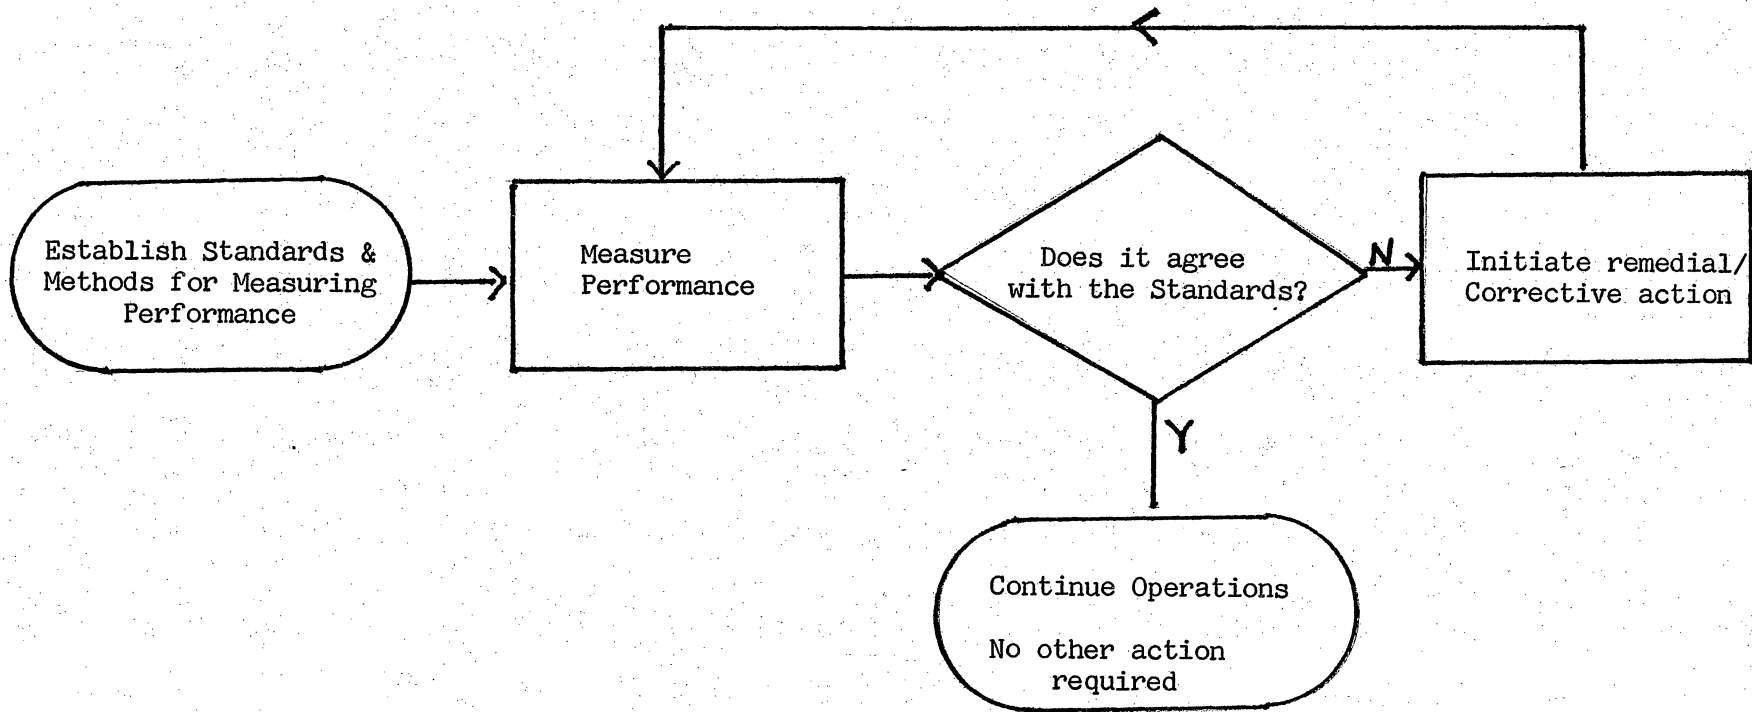 Establish Standards &
Methods for Measuring
Performance
Measure
Performance
Does it agree
with the Standards?
N
Initiate remedial/
Corrective action
Y
Continue Operations
No other action
required